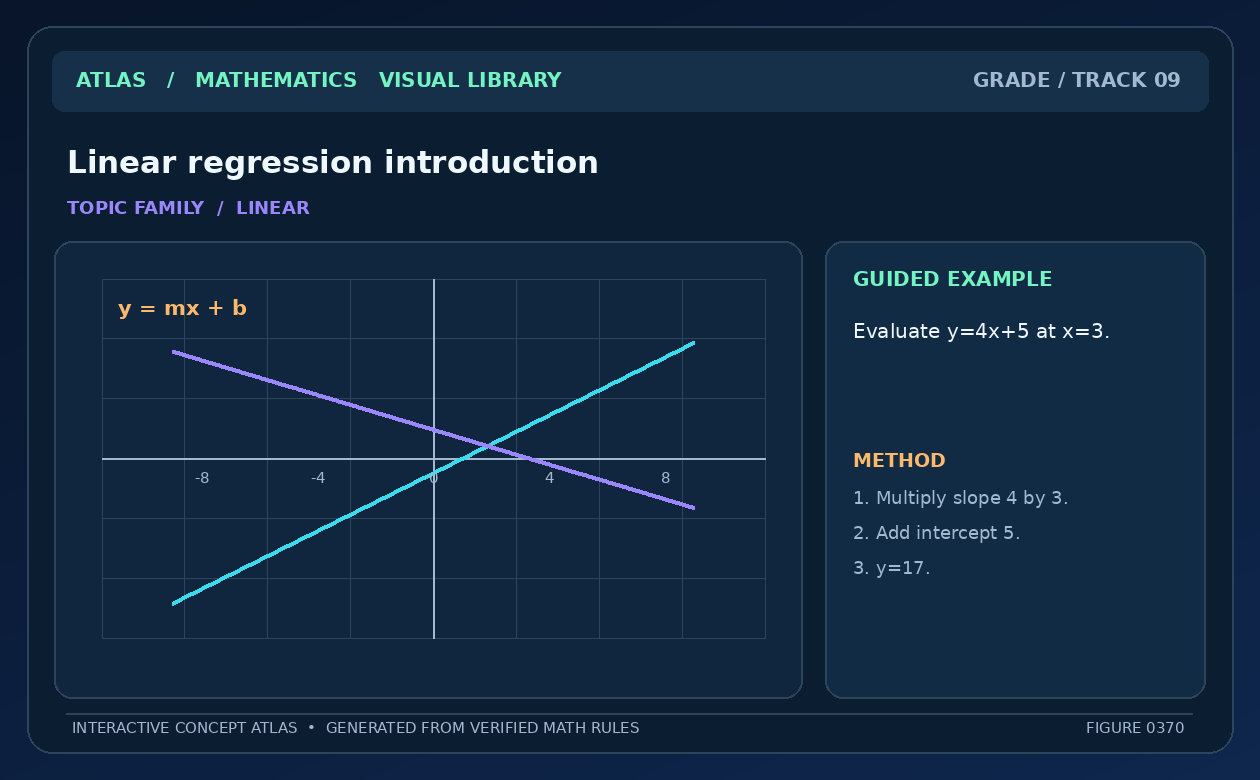 ATLAS / MATHEMATICS VISUAL LIBRARY
GRADE / TRACK 09
Linear regression introduction
TOPIC FAMILY / LINEAR
y = mx + b
-8 -4 0 4 8
GUIDED EXAMPLE
Evaluate y=4x+5 at x=3.
METHOD
1. Multiply slope 4 by 3.
2. Add intercept 5.
3. y=17.
INTERACTIVE CONCEPT ATLAS • GENERATED FROM VERIFIED MATH RULES
FIGURE 0370